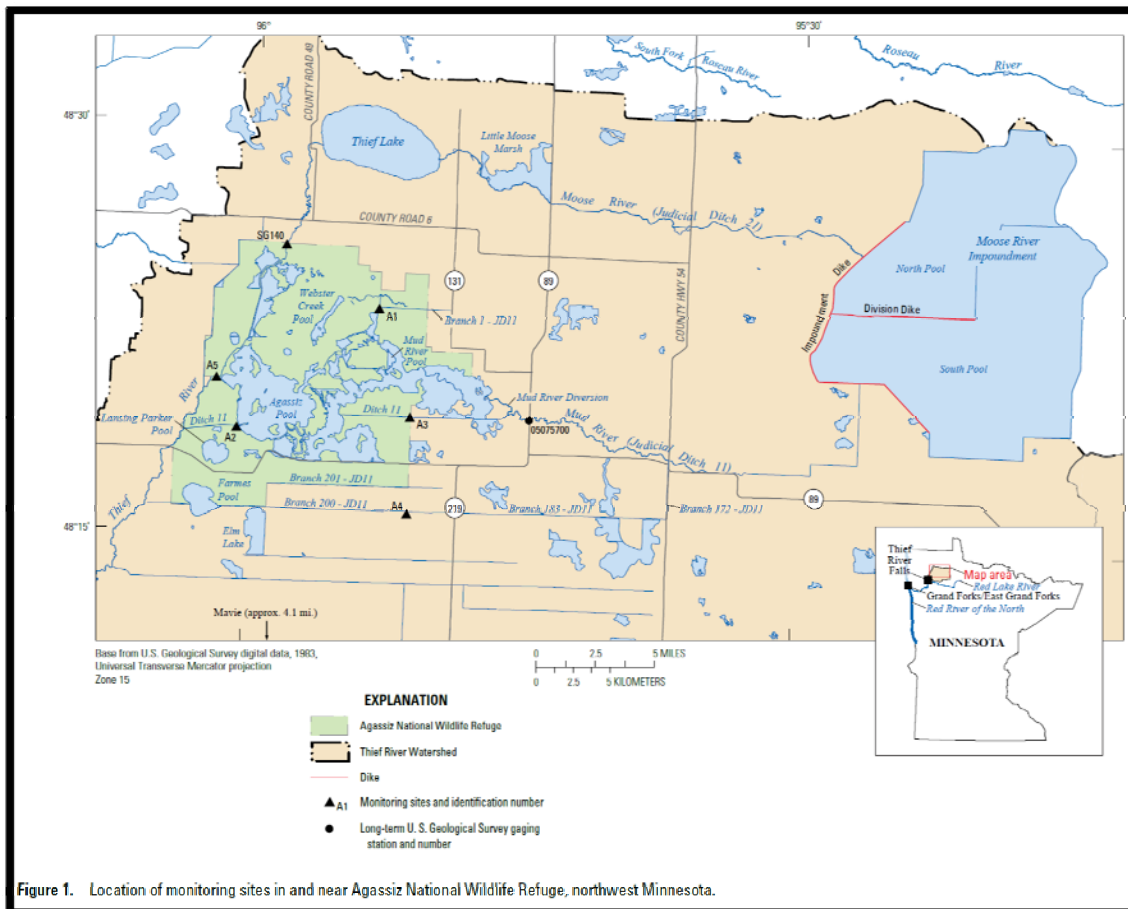 96°
95°30'
48°30'
48°15'
COUNTY ROAD 49
South Fork
Roseau River
Roseau
River
Thief Lake
Little Moose
Marsh
Moose River (Judicial Ditch 21)
COUNTY ROAD 6
SG140
Webster
Creek
Pool
A1
131
89
Branch 1 - JD11
COUNTY HWY 54
Impoundment
Dike
North Pool
Moose River
Impoundment
Division Dike
South Pool
Mud
River
Pool
A5
River
Agassiz
Pool
Lansing Parker
Pool
Ditch 11
A2
Ditch 11
A3
Mud River Diversion
05075700
Mud River (Judicial Ditch 11)
Branch 201 - JD11
Farmes
Pool
Branch 200 - JD11
A4
219
Branch 183 - JD11
Branch 172 - JD11
89
Thief
Elm
Lake
Mavie (approx. 4.1 mi.)
Thief
River
Falls
Map area
Red Lake River
Grand Forks/East Grand Forks
Red River of the North
MINNESOTA
Base from U.S. Geological Survey digital data, 1983,
Universal Transverse Mercator projection
Zone 15
0 2.5 5 MILES
0 2.5 5 KILOMETERS
EXPLANATION
Agassiz National Wildlife Refuge
Thief River Watershed
Dike
A1 Monitoring sites and identification number
Long-term U. S. Geological Survey gaging
station and number
Figure 1. Location of monitoring sites in and near Agassiz National Wildlife Refuge, northwest Minnesota.